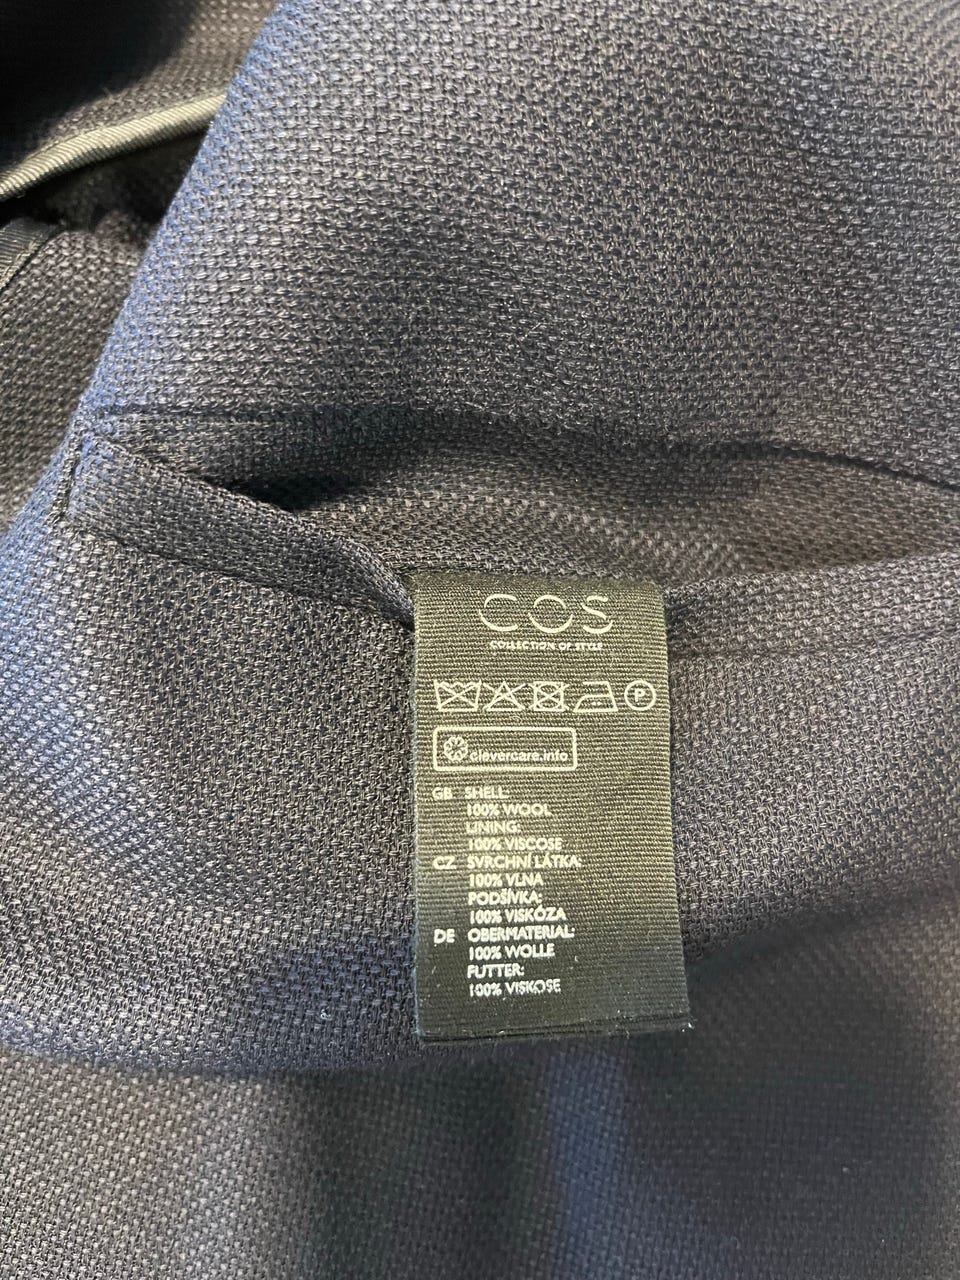 COS
COLLECTION OF STYLE
P
clevercare.info
GB SHELL:
100% WOOL
LINING:
100% VISCOSE
CZ SVRCHNÍ LÁTKA:
100% VLNA
PODŠÍVKA:
100% VISKÓZA
DE OBERMATERIAL:
100% WOLLE
FUTTER:
100% VISKOSE